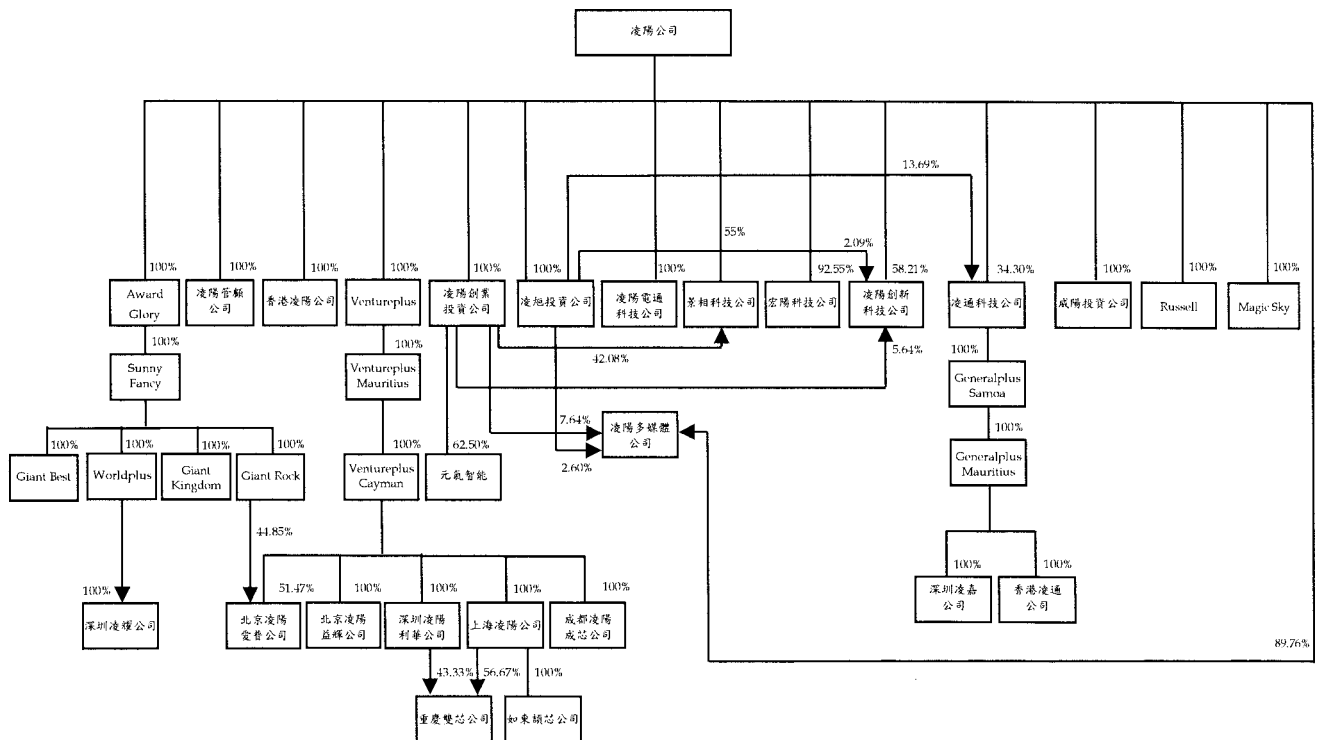 凌陽公司
13.69%
55%
2.09%
100%
100%
100%
100%
100%
100%
100%
92.55%
58.21%
34.30%
100%
100%
100%
Award
Glory
凌陽管顧
公司
香港凌陽公司
Ventureplus
凌陽創業
投資公司
凌旭投資公司
凌陽電通
科技公司
景相科技公司
宏陽科技公司
凌陽創新
科技公司
凌通科技公司
威陽投資公司
Russell
Magic Sky
100%
100%
42.08%
5.64%
100%
Sunny
Fancy
Ventureplus
Mauritius
Generalplus
Samoa
7.64%
凌陽多媒體
公司
2.60%
100%
100%
100%
100%
100%
62.50%
100%
Giant Best
Worldplus
Giant
Kingdom
Giant Rock
Ventureplus
Cayman
元氣智能
Generalplus
Mauritius
44.85%
100%
51.47%
100%
100%
100%
100%
100%
100%
深圳凌耀公司
北京凌陽
愛普公司
北京凌陽
益輝公司
深圳凌陽
利華公司
上海凌陽公司
成都凌陽
成芯公司
深圳凌嘉
公司
香港凌通
公司
89.76%
43.33%
56.67%
100%
重慶雙芯公司
如東頡芯公司